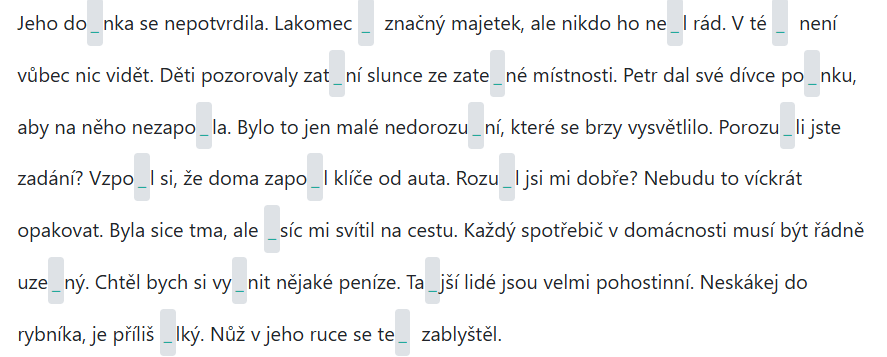 Jeho do_nka se nepotvrdila. Lakomec _ značný majetek, ale nikdo ho ne_l rád. V té _ není
vůbec nic vidět. Děti pozorovaly zat_ní slunce ze zate_né místnosti. Petr dal své dívce po_nku,
aby na něho nezapo_la. Bylo to jen malé nedorozu_ní, které se brzy vysvětlilo. Porozu_li jste
zadání? Vzpo_l si, že doma zapo_l klíče od auta. Rozu_l jsi mi dobře? Nebudu to víckrát
opakovat. Byla sice tma, ale _síc mi svítil na cestu. Každý spotřebič v domácnosti musí být řádně
uze_ný. Chtěl bych si vy_nit nějaké peníze. Ta_jší lidé jsou velmi pohostinní. Neskákej do
rybníka, je příliš _lký. Nůž v jeho ruce se te_ zablyštěl.